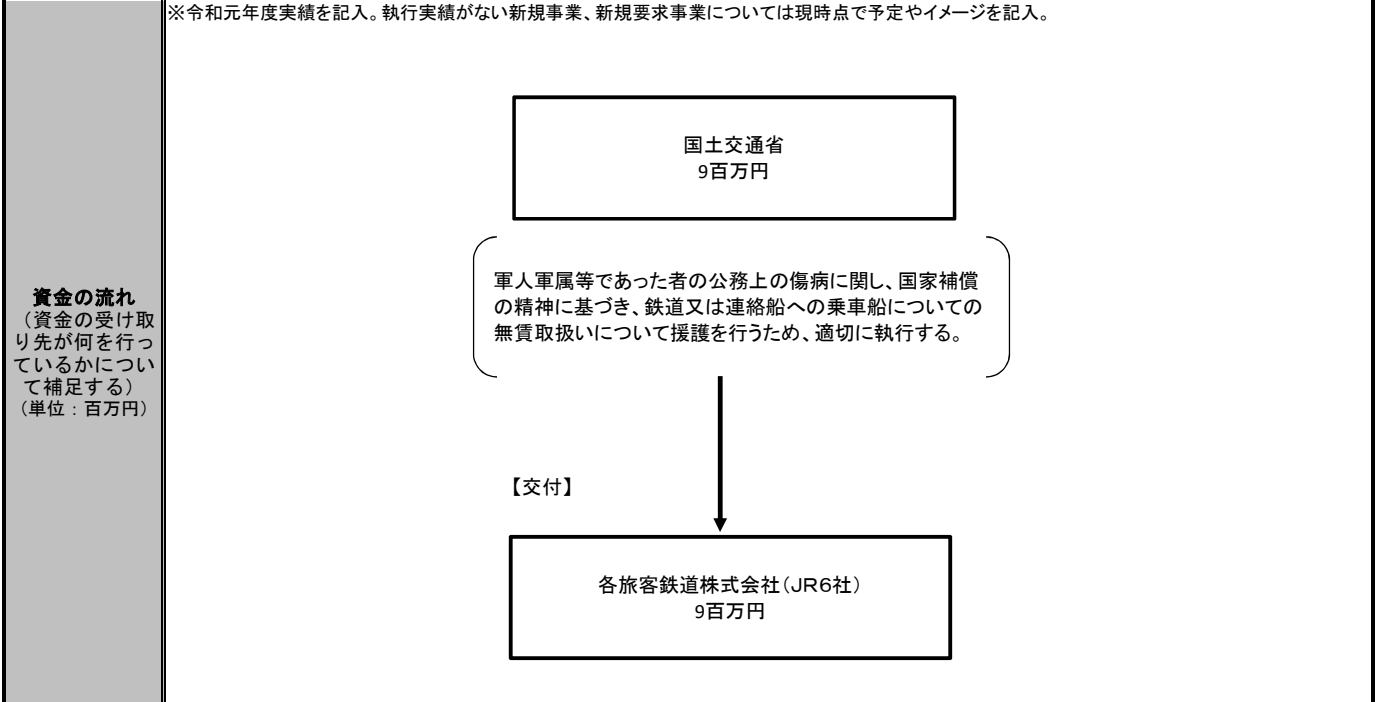 ※令和元年度実績を記入。執行実績がない新規事業、新規要求事業については現時点で予定やイメージを記入。
資金の流れ
（資金の受け取
り先が何を行っ
ているかについ
て補足する）
（単位：百万円）
国土交通省
9百万円
軍人軍属等であった者の公務上の傷病に関し、国家補償
の精神に基づき、鉄道又は連絡船への乗車船についての
無賃取扱いについて援護を行うため、適切に執行する。
【交付】
各旅客鉄道株式会社（ＪＲ６社）
9百万円